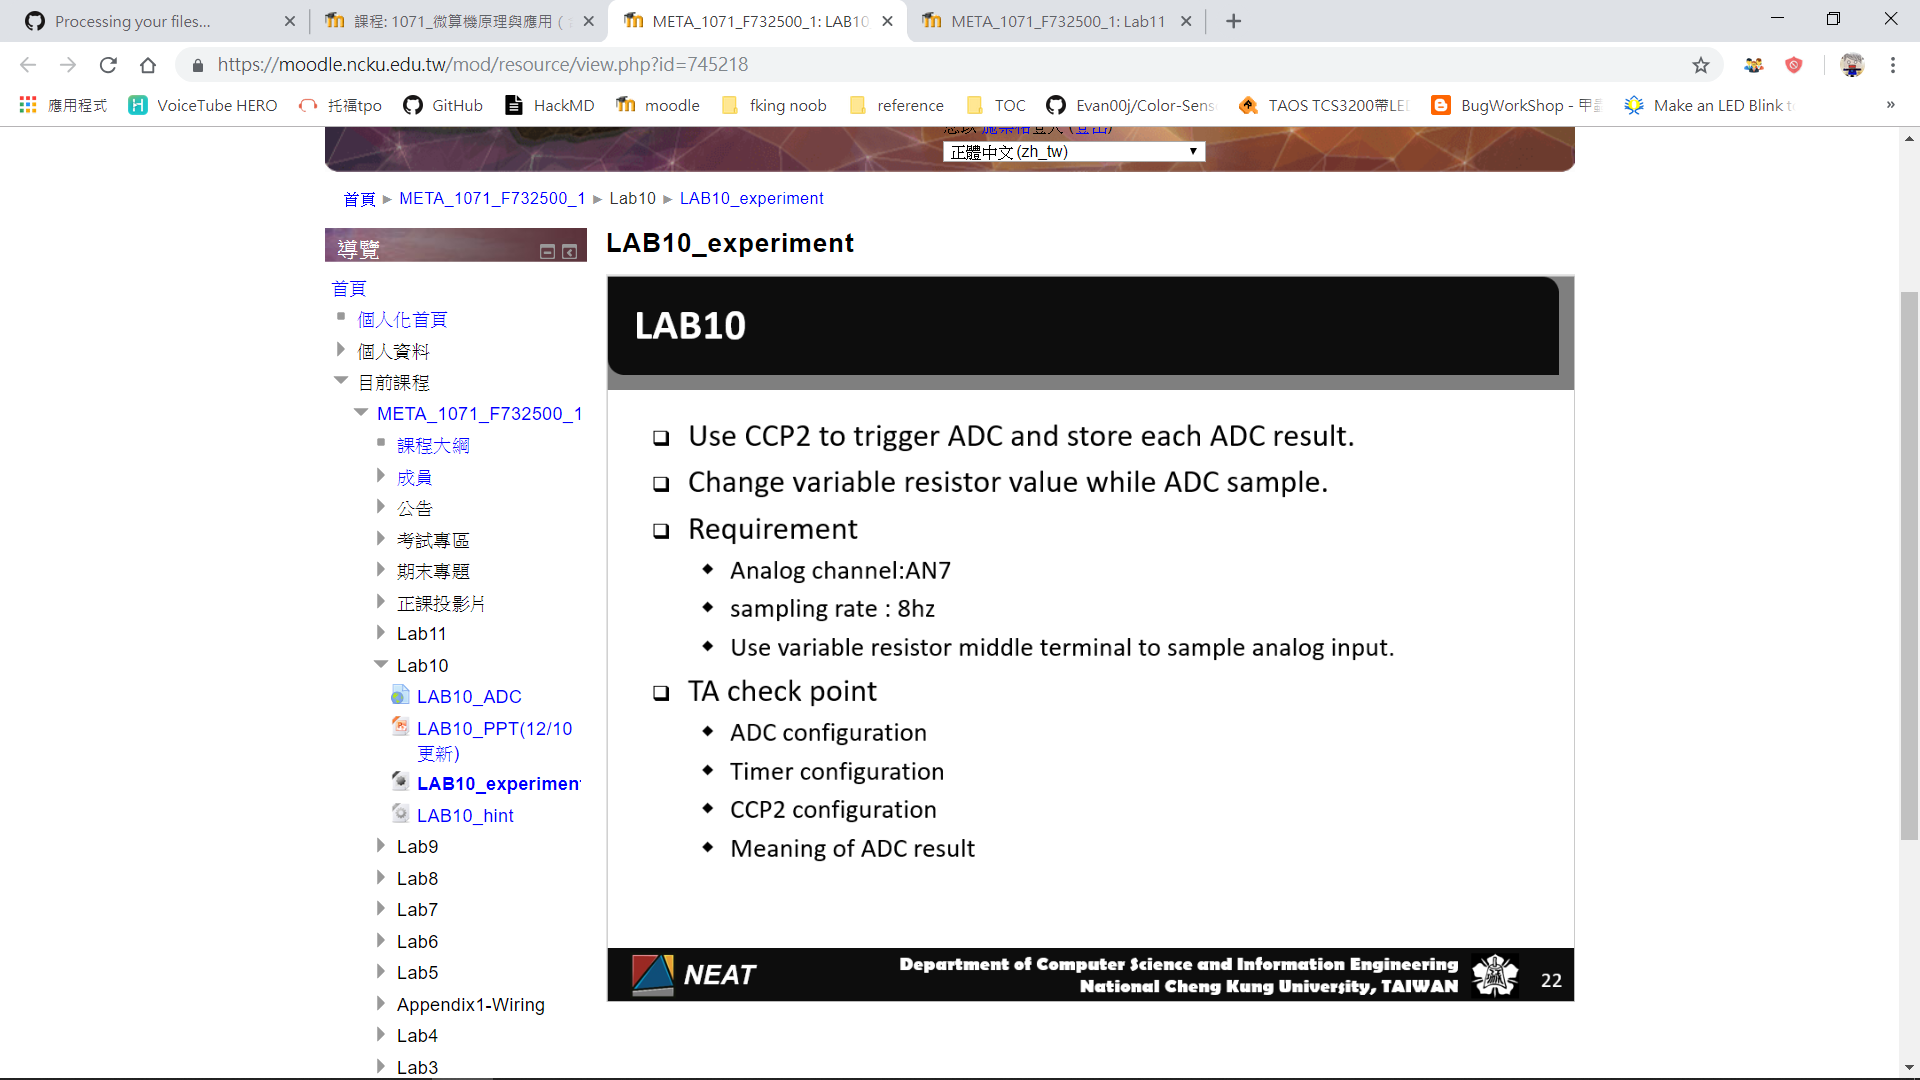 Processing your files...
課程: 1071_微算機原理與應用 (
META_1071_F732500_1: LAB10
META_1071_F732500_1: Lab11
https://moodle.ncku.edu.tw/mod/resource/view.php?id=745218
應用程式
VoiceTube HERO
托福tpo
GitHub
HackMD
moodle
fking noob
reference
TOC
Evan00j/Color-Sens
TAOS TCS3200帶LED
BugWorkShop - 甲
Make an LED Blink t
正體中文 (zh_tw)
首頁 ► META_1071_F732500_1 ► Lab10 ► LAB10_experiment
導覽
首頁
個人化首頁
個人資料
目前課程
META_1071_F732500_1
課程大綱
成員
公告
考試專區
期末專題
正課投影片
Lab11
Lab10
LAB10_ADC
LAB10_PPT(12/10
更新)
LAB10_experiment
LAB10_hint
Lab9
Lab8
Lab7
Lab6
Lab5
Appendix1-Wiring
Lab4
Lab3
LAB10_experiment
LAB10
Use CCP2 to trigger ADC and store each ADC result.
Change variable resistor value while ADC sample.
Requirement
Analog channel:AN7
sampling rate : 8hz
Use variable resistor middle terminal to sample analog input.
TA check point
ADC configuration
Timer configuration
CCP2 configuration
Meaning of ADC result
NEAT
Department of Computer Science and Information Engineering
National Cheng Kung University, TAIWAN
22